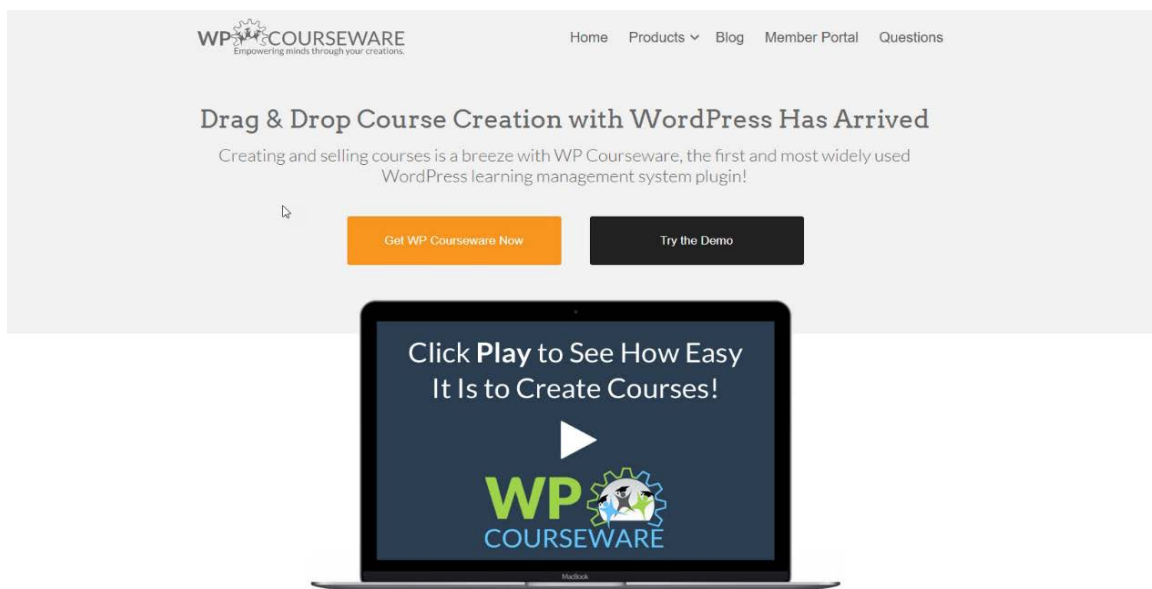 WP COURSEWARE
Empowering minds through your creations.
Home Products Blog Member Portal Questions
Drag & Drop Course Creation with WordPress Has Arrived
Creating and selling courses is a breeze with WP Courseware, the first and most widely used
WordPress learning management system plugin!
Get WP Courseware Now Try the Demo
Click Play to See How Easy
It Is to Create Courses!
WP
COURSEWARE
MacBook